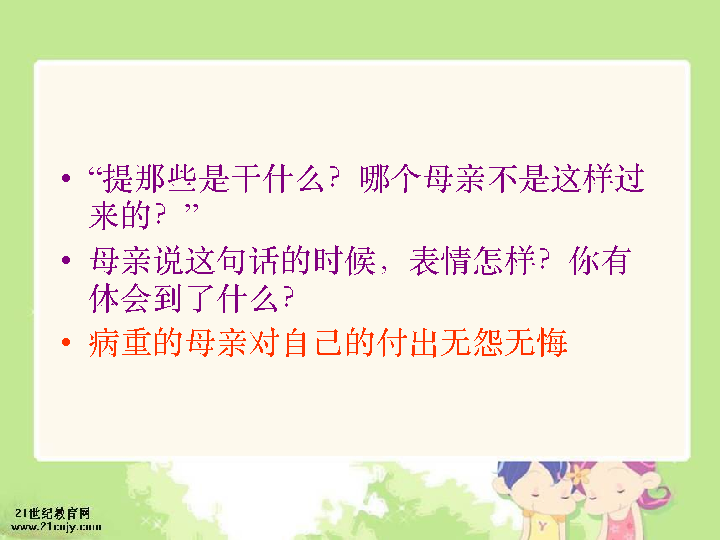 • “提那些是干什么？哪个母亲不是这样过
来的？”
• 母亲说这句话的时候，表情怎样？你有
体会到了什么？
• 病重的母亲对自己的付出无怨无悔
21世纪教育网
www.21cnjy.com